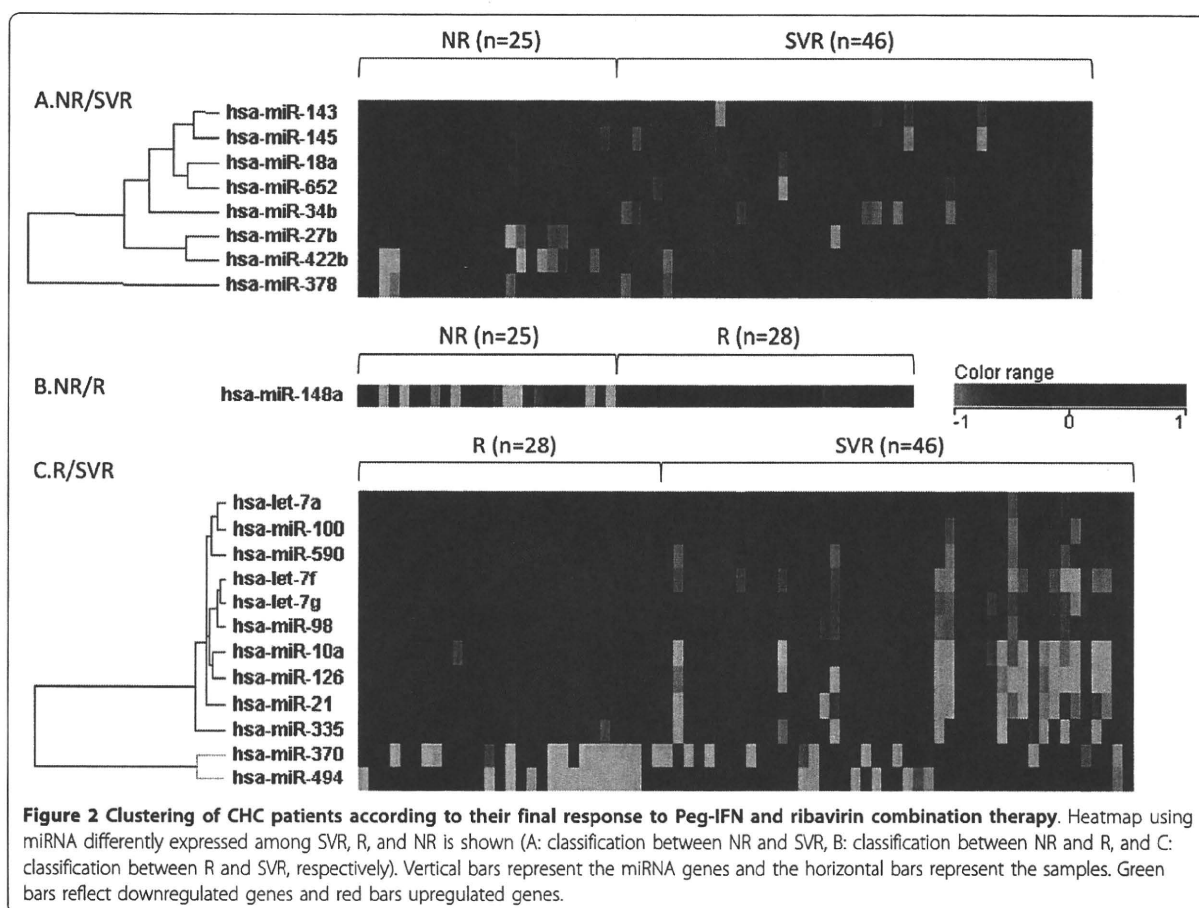 NR (n=25) SVR (n=46)
A.NR/SVR
hsa-miR-143
hsa-miR-145
hsa-miR-18a
hsa-miR-652
hsa-miR-34b
hsa-miR-27b
hsa-miR-422b
hsa-miR-378
NR (n=25) R (n=28)
B.NR/R
hsa-miR-148a
Color range
-1 0 1
R (n=28) SVR (n=46)
C.R/SVR
hsa-let-7a
hsa-miR-100
hsa-miR-590
hsa-let-7f
hsa-let-7g
hsa-miR-98
hsa-miR-10a
hsa-miR-126
hsa-miR-21
hsa-miR-335
hsa-miR-370
hsa-miR-494
Figure 2 Clustering of CHC patients according to their final response to Peg-IFN and ribavirin combination therapy. Heatmap using
miRNA differently expressed among SVR, R, and NR is shown (A: classification between NR and SVR, B: classification between NR and R, and C:
classification between R and SVR, respectively). Vertical bars represent the miRNA genes and the horizontal bars represent the samples. Green
bars reflect downregulated genes and red bars upregulated genes.